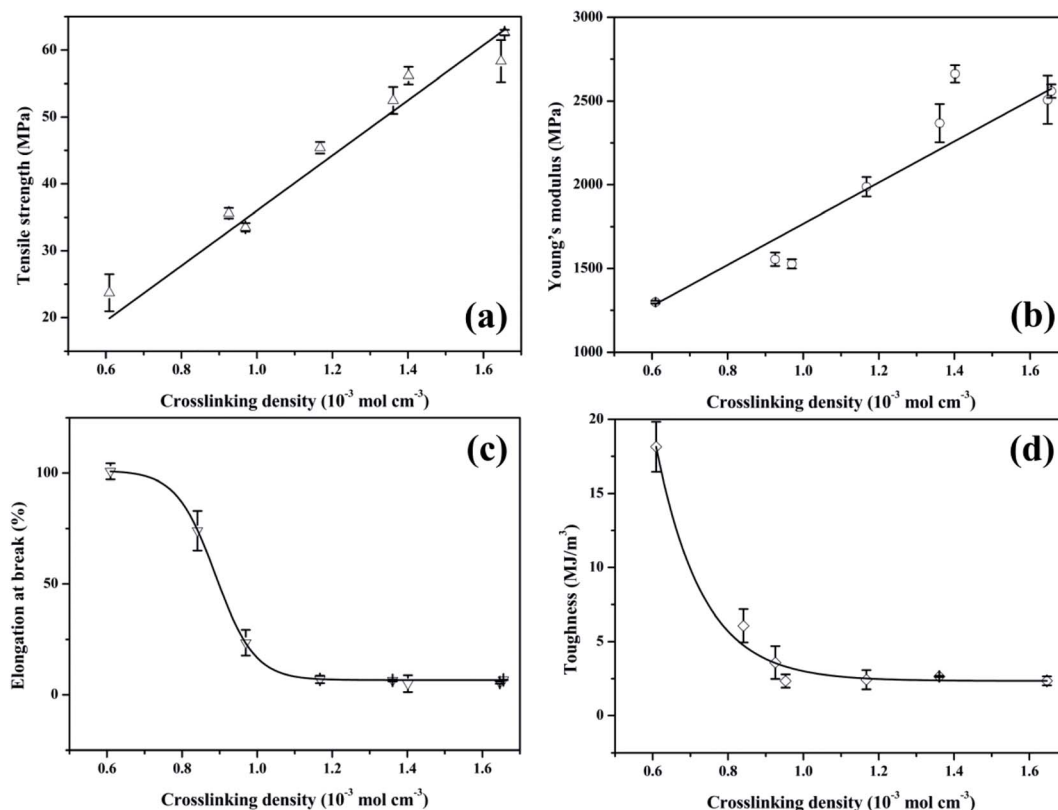 60
50
40
30
20
Tensile strength (MPa)
(a)
0.6 0.8 1.0 1.2 1.4 1.6
Crosslinking density (10⁻³ mol cm⁻³)
3000
2500
2000
1500
1000
Young's modulus (MPa)
(b)
0.6 0.8 1.0 1.2 1.4 1.6
Crosslinking density (10⁻³ mol cm⁻³)
100
50
0
Elongation at break (%)
(c)
0.6 0.8 1.0 1.2 1.4 1.6
Crosslinking density (10⁻³ mol cm⁻³)
20
15
10
5
0
Toughness (MJ/m³)
(d)
0.6 0.8 1.0 1.2 1.4 1.6
Crosslinking density (10⁻³ mol cm⁻³)